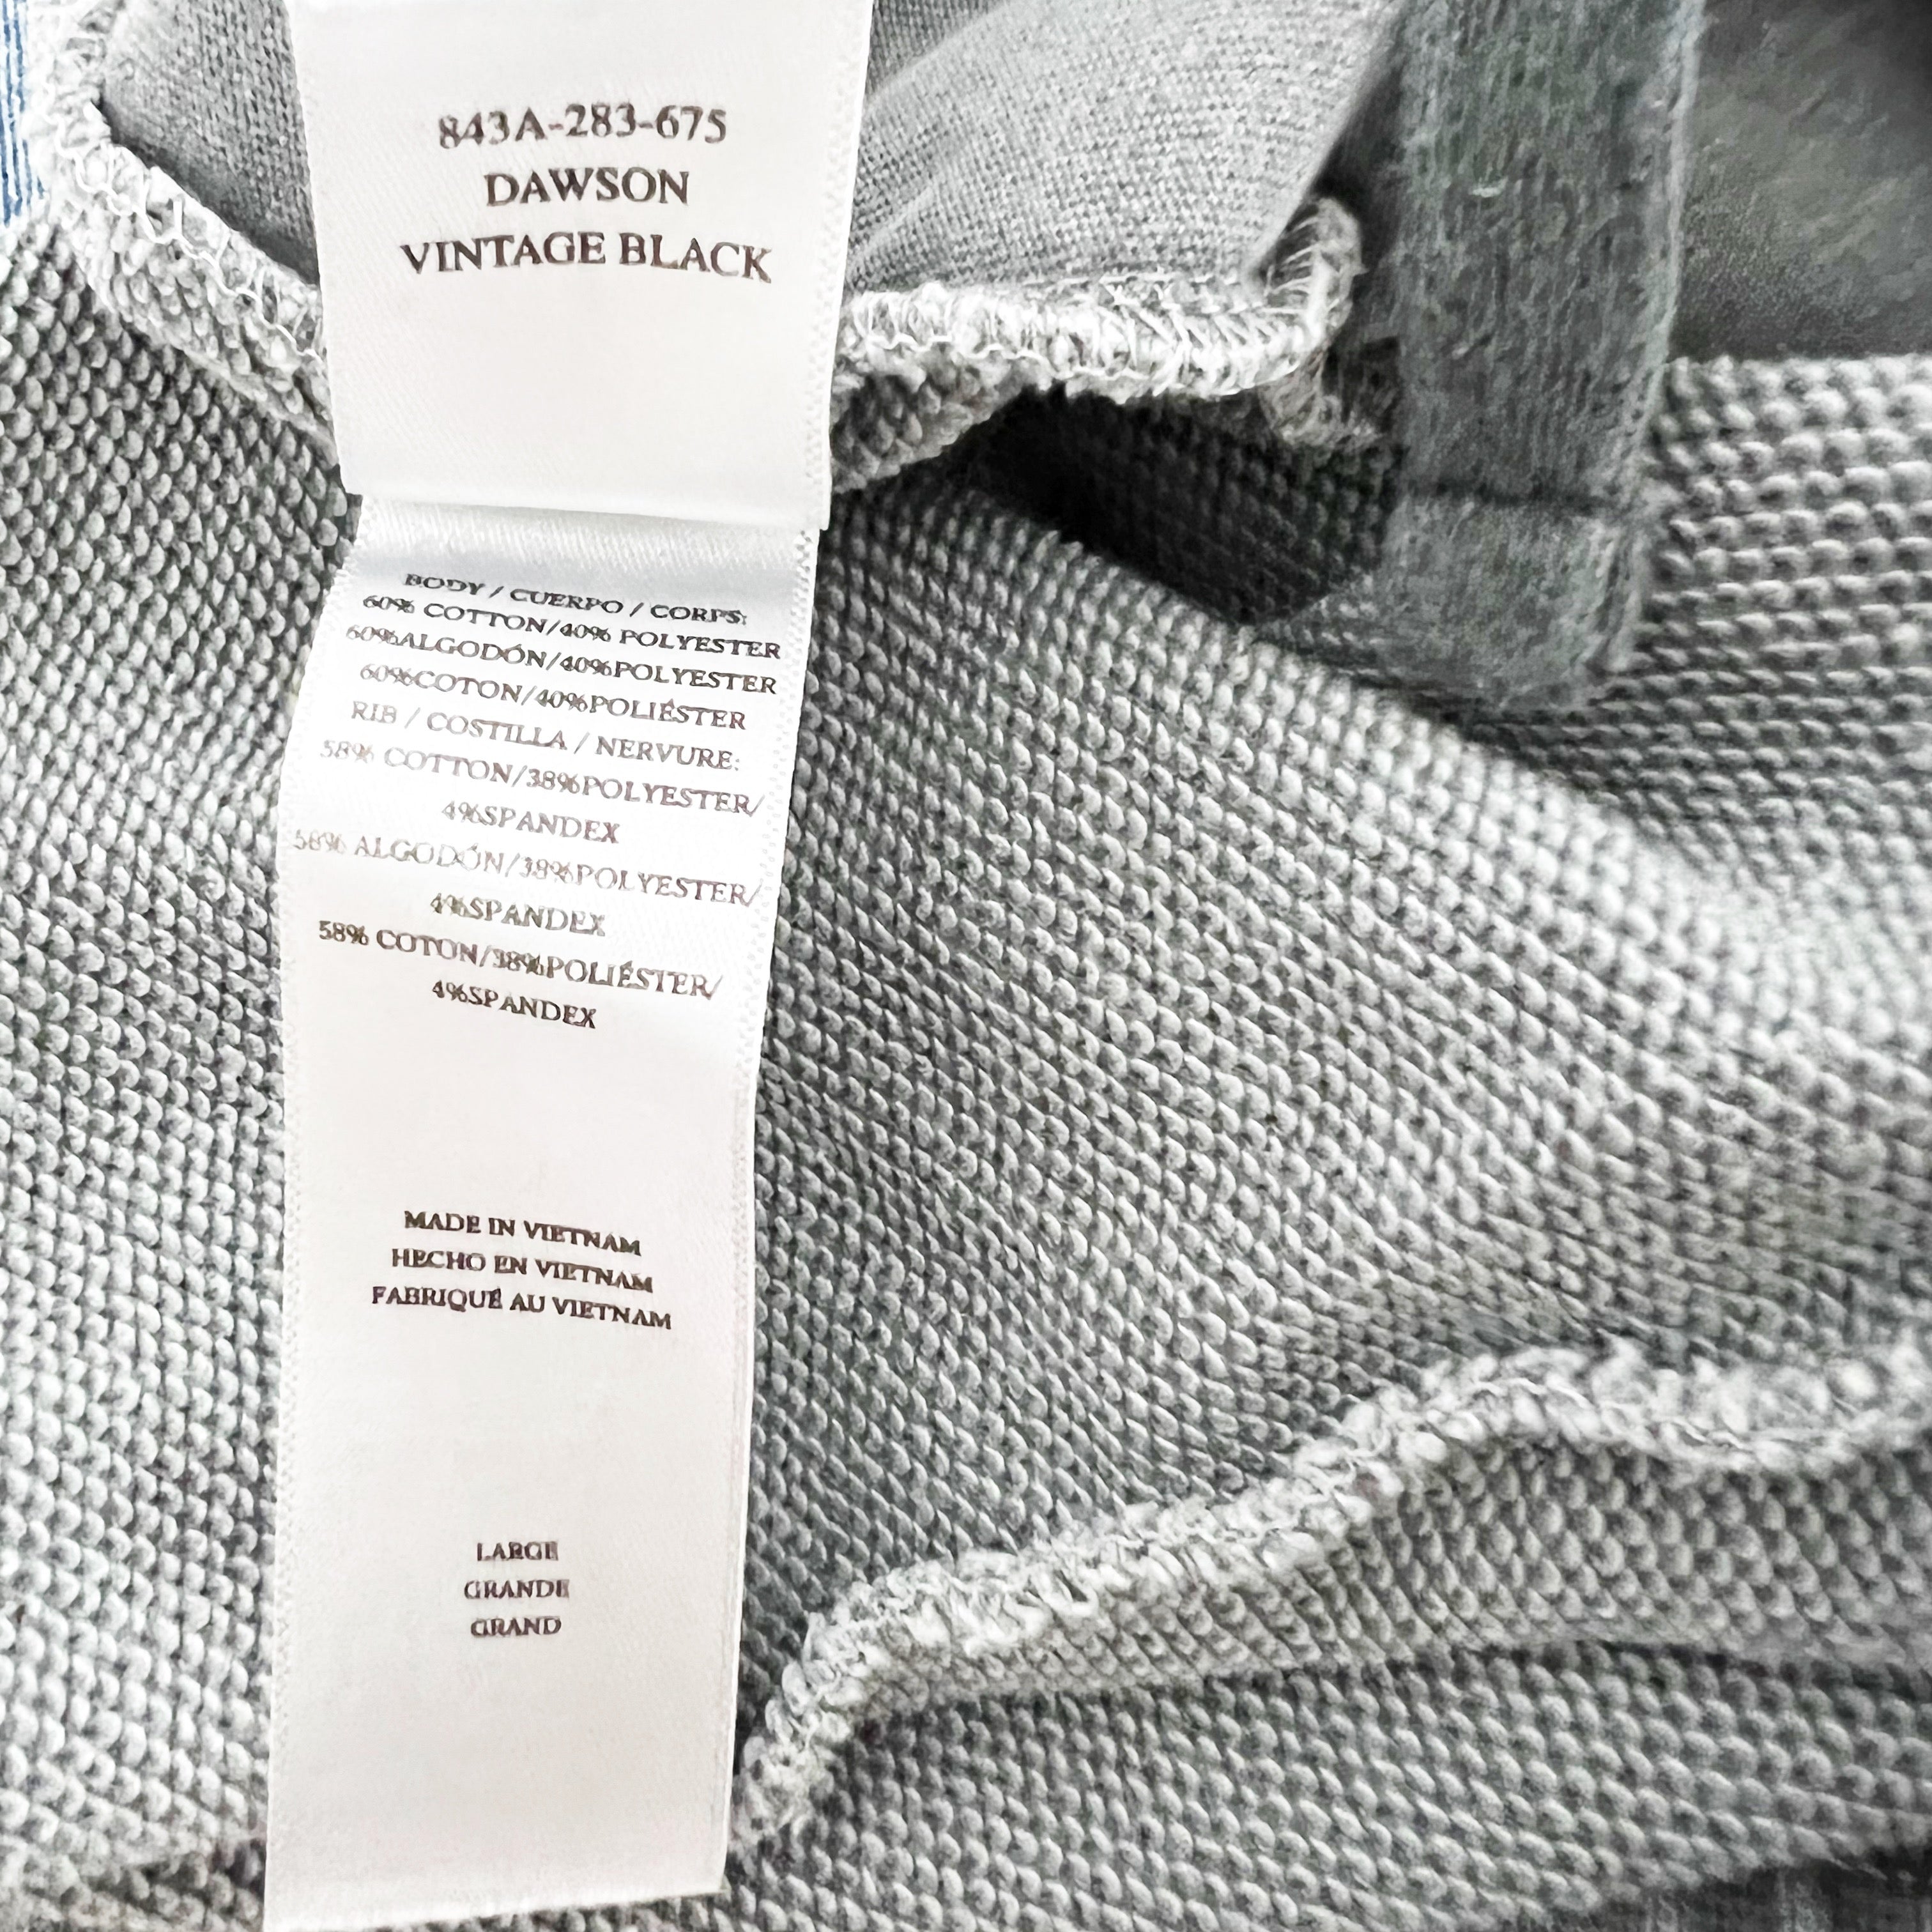 843A-283-675
DAWSON
VINTAGE BLACK
BODY / CUERPO / CORPS:
60% COTTON/40% POLYESTER
60%ALGODÓN/40%POLYESTER
60%COTON/40%POLIÉSTER
RIB / COSTILLA / NERVURE:
58% COTTON/38%POLYESTER/
4%SPANDEX
58% ALGODÓN/38%POLYESTER/
4%SPANDEX
58% COTON/38%POLIÉSTER/
4%SPANDEX
MADE IN VIETNAM
HECHO EN VIETNAM
FABRIQUÉ AU VIETNAM
LARGE
GRANDE
GRAND